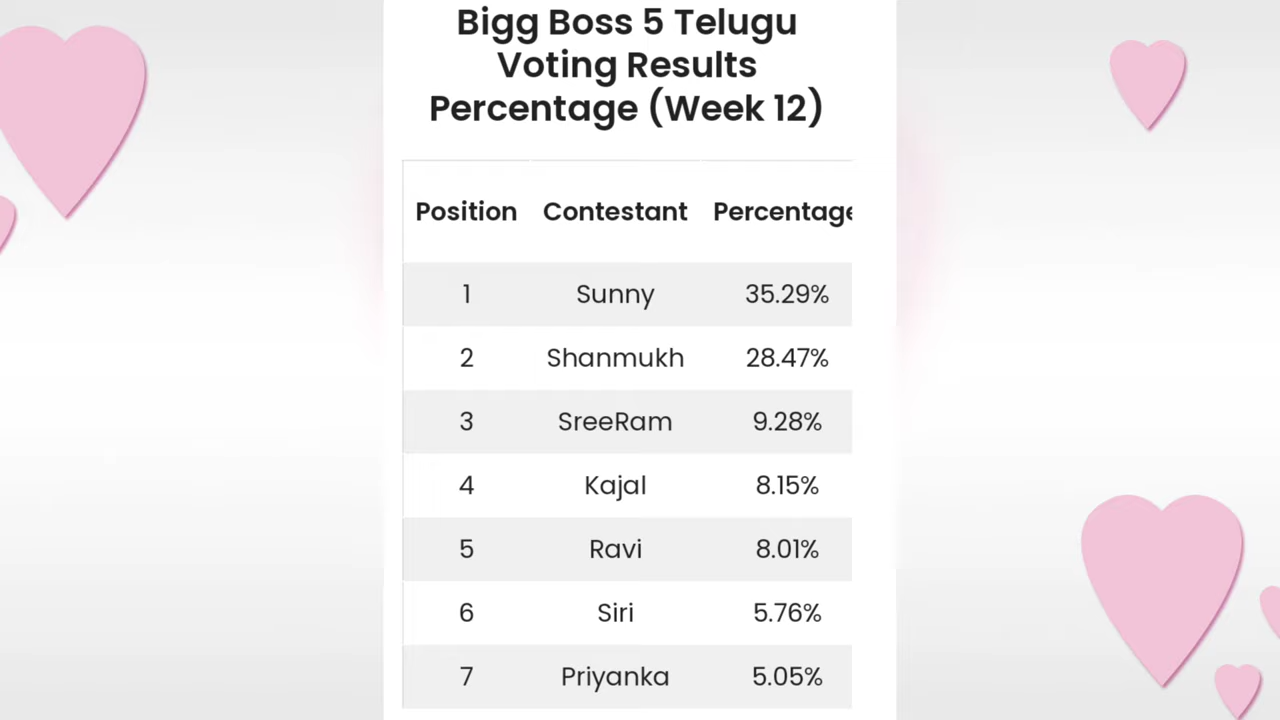 Bigg Boss 5 Telugu
Voting Results
Percentage (Week 12)
Position Contestant Percentage
1 Sunny 35.29%
2 Shanmukh 28.47%
3 SreeRam 9.28%
4 Kajal 8.15%
5 Ravi 8.01%
6 Siri 5.76%
7 Priyanka 5.05%